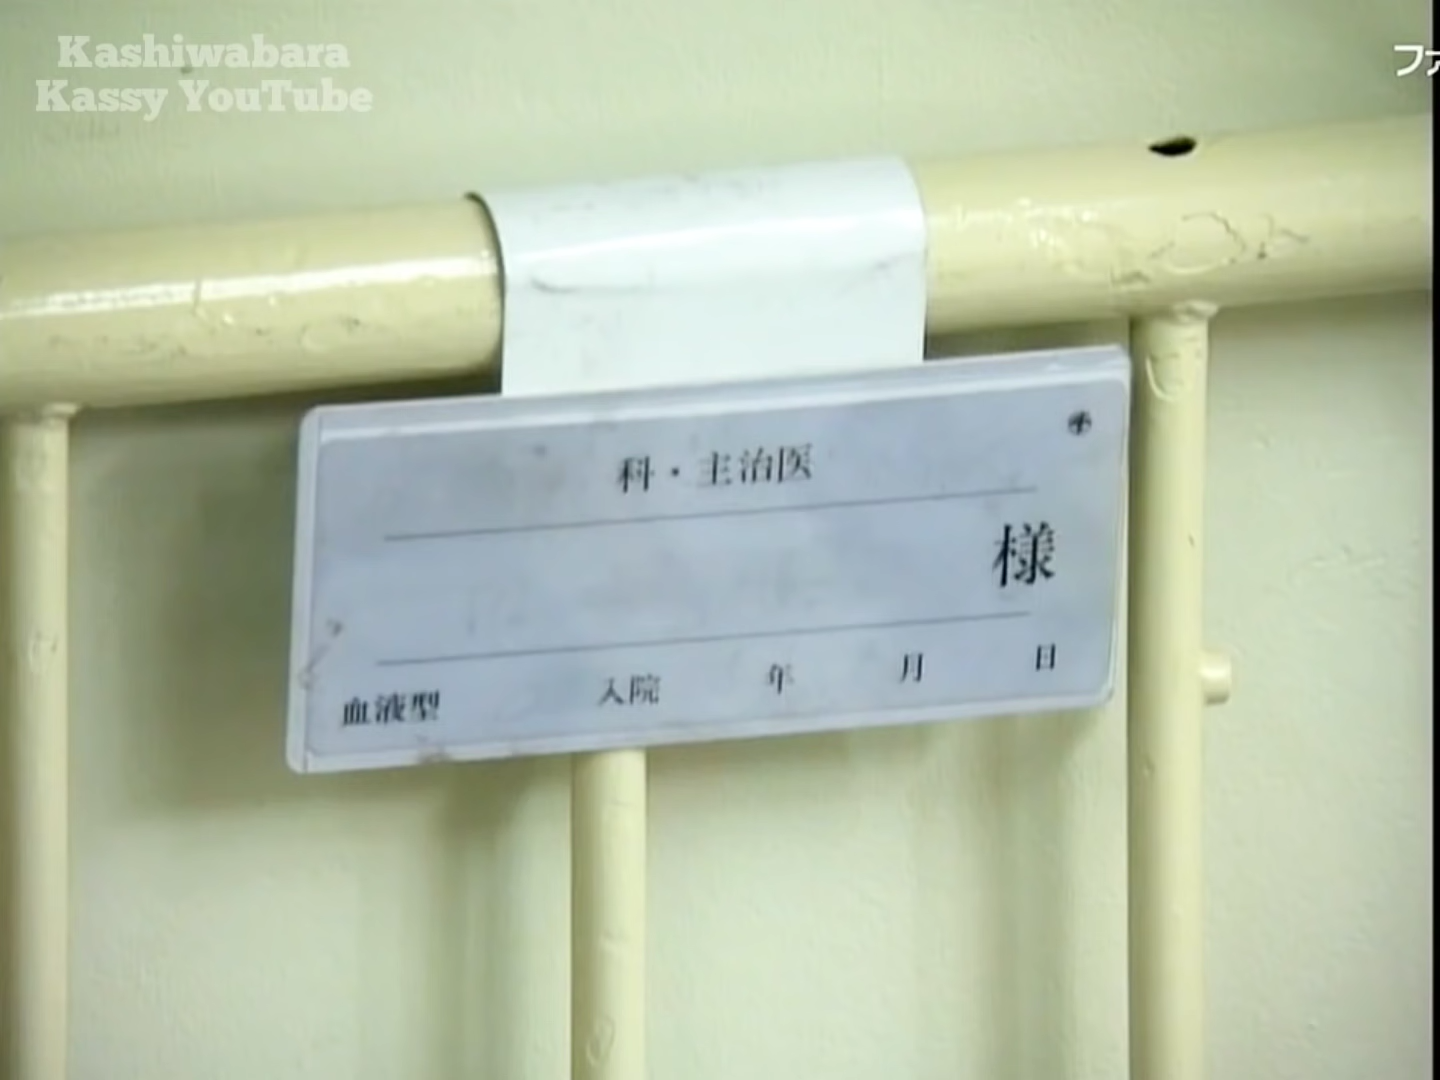 Kashiwabara
Kassy YouTube
ファ
科・主治医
様
血液型 入院 年 月 日